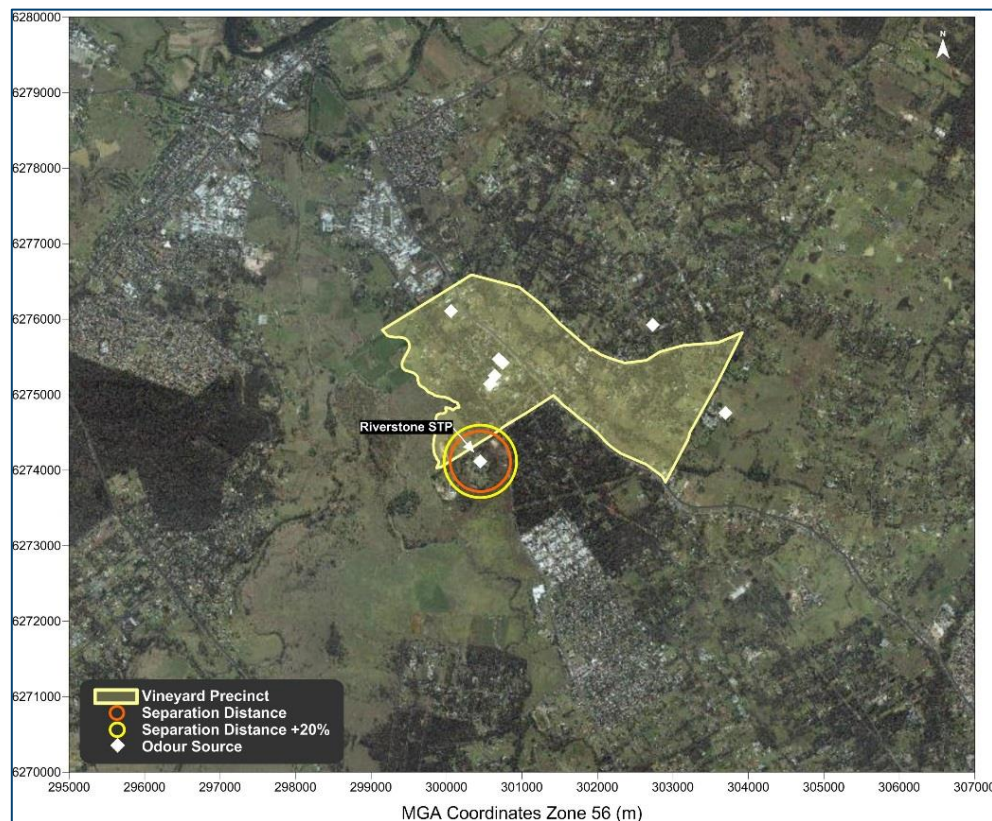 6280000
N
6279000
6278000
6277000
6276000
6275000
Riverstone STP
6274000
6273000
6272000
6271000
Vineyard Precinct
Separation Distance
Separation Distance +20%
Odour Source
6270000
295000 296000 297000 298000 299000 300000 301000 302000 303000 304000 305000 306000 307000
MGA Coordinates Zone 56 (m)